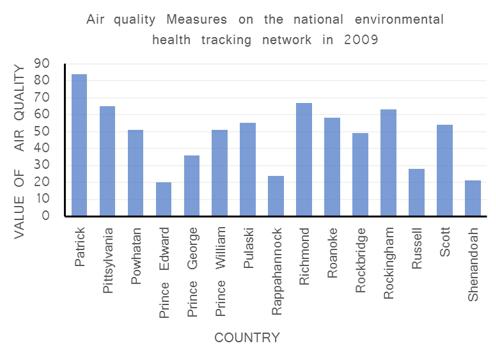 Air quality Measures on the national environmental
health tracking network in 2009
VALUE OF AIR QUALITY
90
80
70
60
50
40
30
20
10
0
Patrick
Pittsylvania
Powhatan
Prince Edward
Prince George
Prince William
Pulaski
Rappahannock
Richmond
Roanoke
Rockbridge
Rockingham
Russell
Scott
Shenandoah
COUNTRY